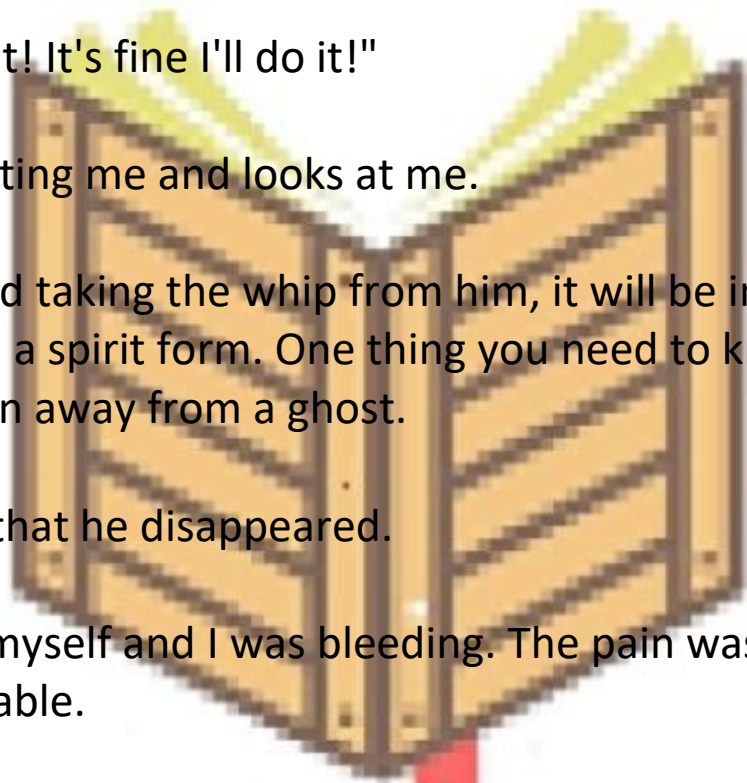 t! It's fine I'll do it!"
ting me and looks at me.
d taking the whip from him, it will be in
a spirit form. One thing you need to k
n away from a ghost.
that he disappeared.
myself and I was bleeding. The pain was
able.